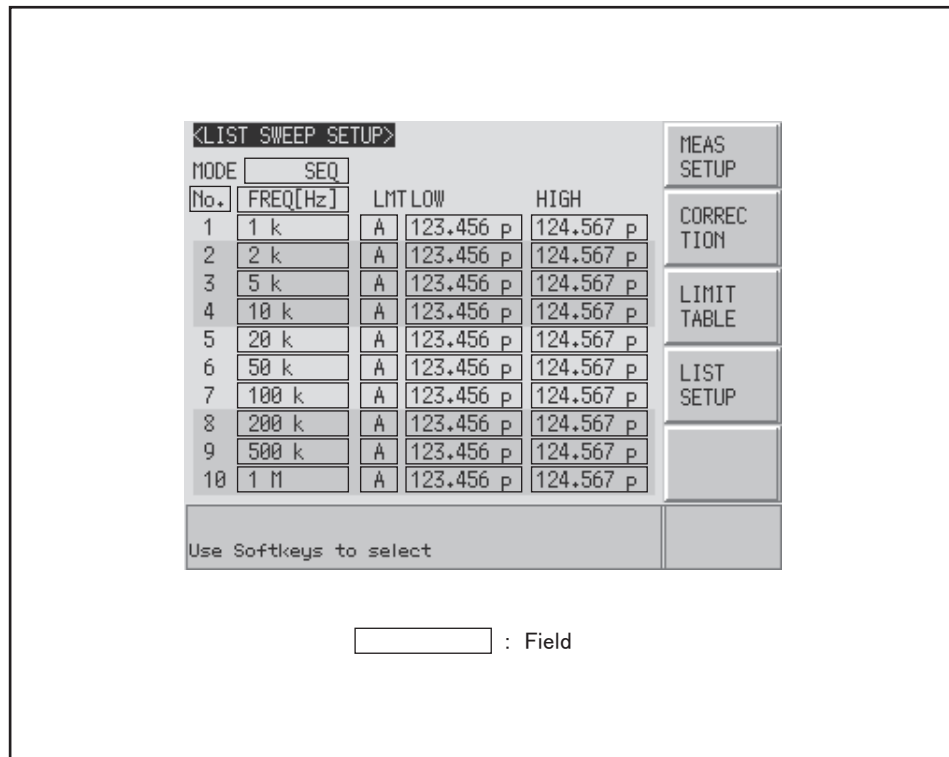 <LIST SWEEP SETUP>
MODE SEQ
No. FREQ[Hz] LMT LOW HIGH
1 1 k A 123.456 p 124.567 p
2 2 k A 123.456 p 124.567 p
3 5 k A 123.456 p 124.567 p
4 10 k A 123.456 p 124.567 p
5 20 k A 123.456 p 124.567 p
6 50 k A 123.456 p 124.567 p
7 100 k A 123.456 p 124.567 p
8 200 k A 123.456 p 124.567 p
9 500 k A 123.456 p 124.567 p
10 1 M A 123.456 p 124.567 p
MEAS
SETUP
CORREC
TION
LIMIT
TABLE
LIST
SETUP
Use Softkeys to select
: Field